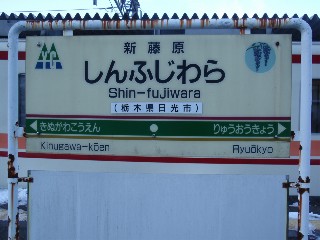 新藤原
しんふじわら
Shin-fujiwara
(栃木県日光市)
きぬがわこうえん りゅうおうきょう
Kinugawa-kōen Ryuōkyo